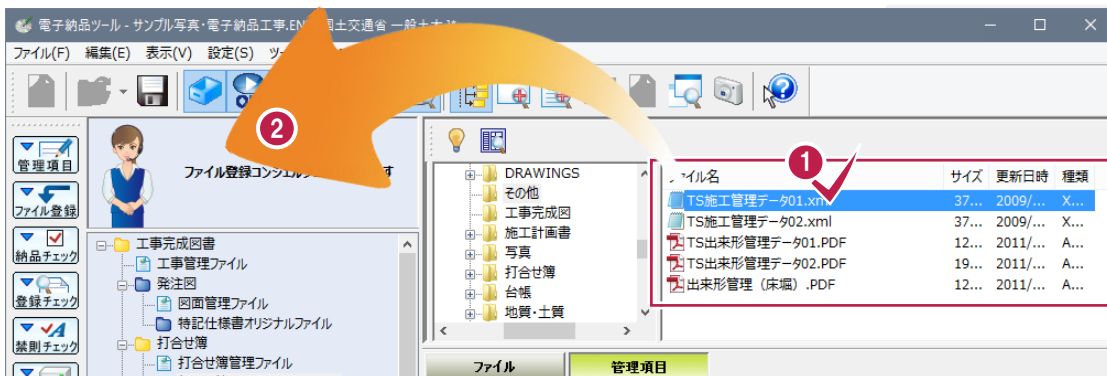 電子納品ツール - サンプル写真・電子納品工事.EN 国土交通省 一般土木
ファイル(F) 編集(E) 表示(V) 設定(S) ツー
2
ファイル登録コンシェル す
1
管理項目
ファイル登録
納品チェック
登録チェック
禁則チェック
工事完成図書
工事管理ファイル
発注図
図面管理ファイル
特記仕様書オリジナルファイル
打合せ簿
打合せ簿管理ファイル
DRAWINGS
その他
工事完成図
施工計画書
写真
打合せ簿
台帳
地質・土質
ァイル名 サイズ 更新日時 種類
TS施工管理データ01.xml 37... 2009/... X...
TS施工管理データ02.xml 37... 2009/... X...
TS出来形管理データ01.PDF 12... 2011/... A...
TS出来形管理データ02.PDF 19... 2011/... A...
出来形管理（床堀）.PDF 12... 2011/... A...
ファイル 管理項目